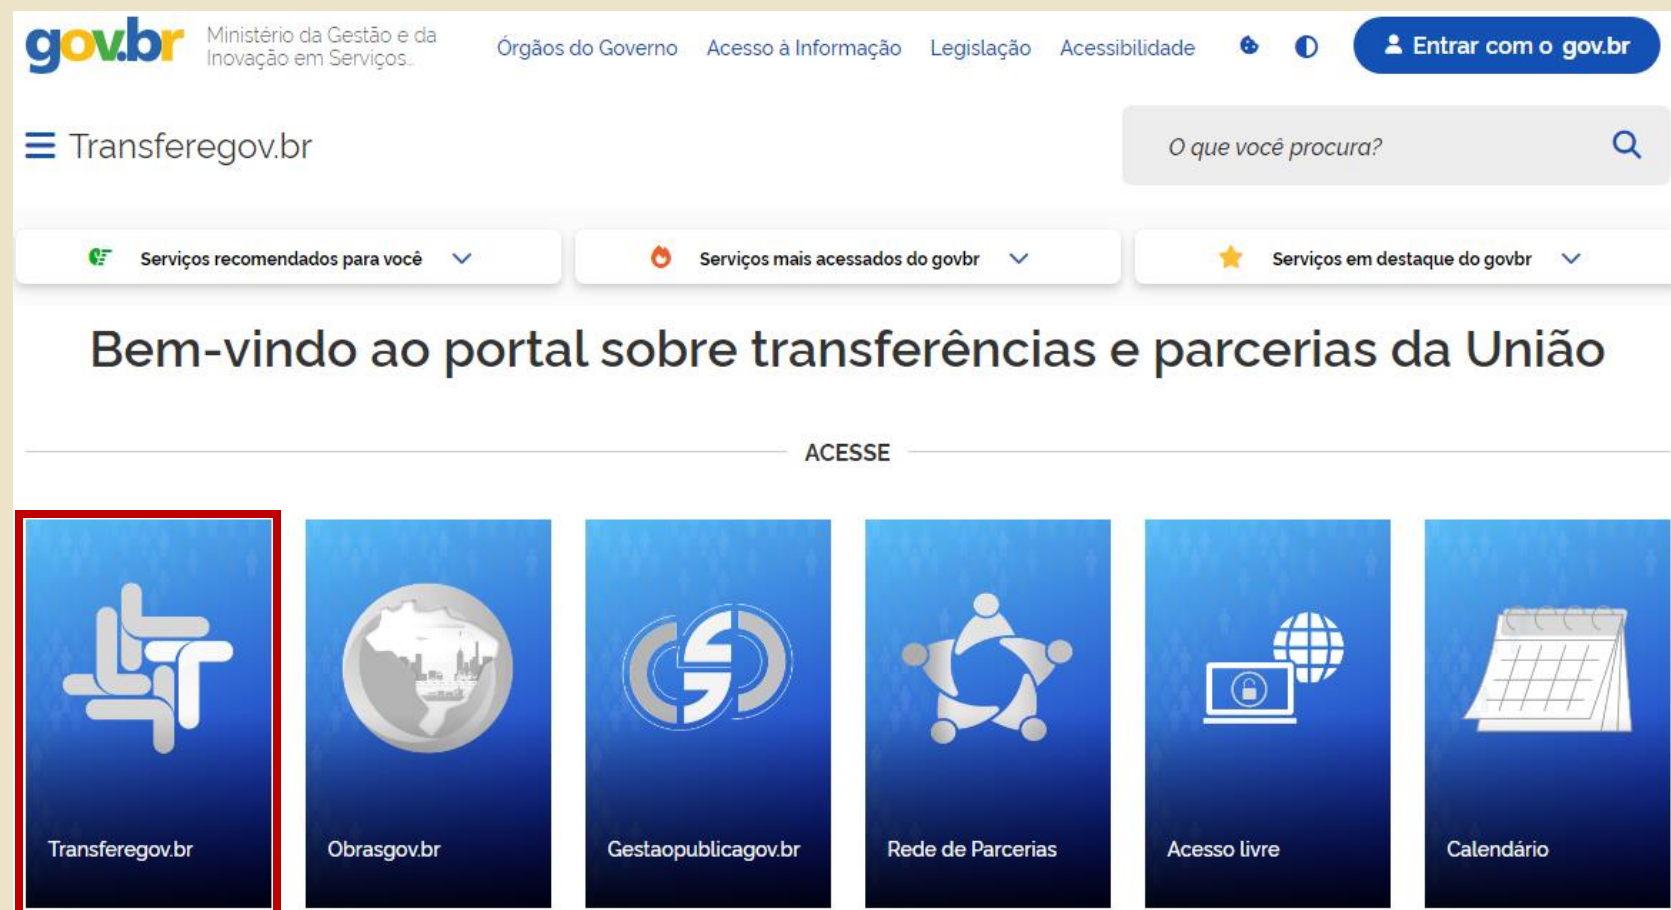 gov.br
Ministério da Gestão e da
Inovação em Serviços...
Órgãos do Governo Acesso à Informação Legislação Acessibilidade
Entrar com o gov.br
Transferegov.br
O que você procura?
Serviços recomendados para você
Serviços mais acessados do govbr
Serviços em destaque do govbr
Bem-vindo ao portal sobre transferências e parcerias da União
ACESSE
Transferegov.br
Obrasgov.br
Gestaopublicagov.br
Rede de Parcerias
Acesso livre
Calendário